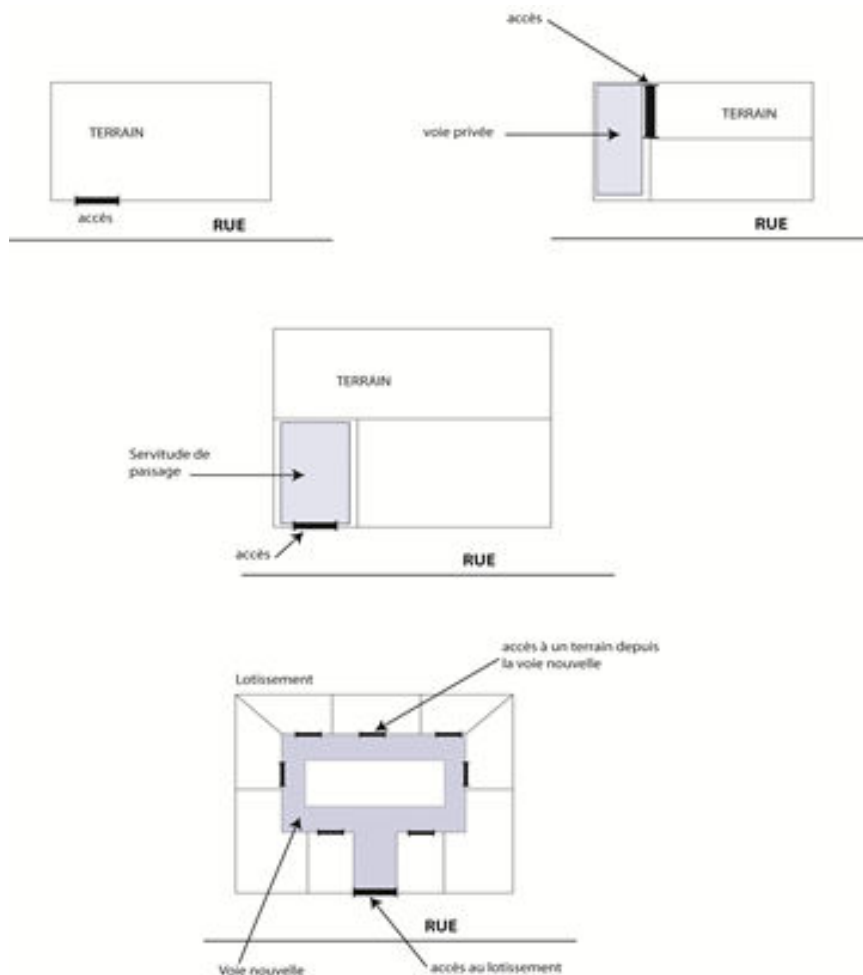 TERRAIN
accès
RUE
accès
voie privée
TERRAIN
RUE
TERRAIN
Servitude de
passage
accès
RUE
accès à un terrain depuis
la voie nouvelle
Lotissement
RUE
Voie nouvelle
accès au lotissement